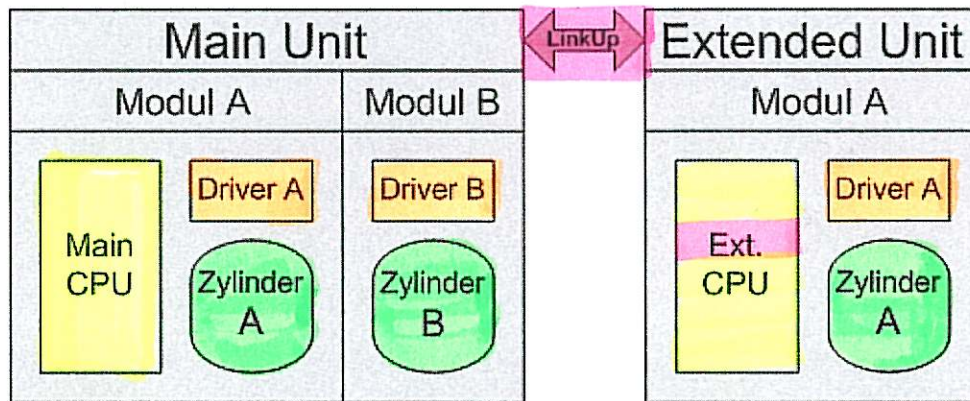 Main Unit
LinkUp
Extended Unit
Modul A
Modul B
Modul A
Main
CPU
Driver A
Zylinder
A
Driver B
Zylinder
B
Ext.
CPU
Driver A
Zylinder
A